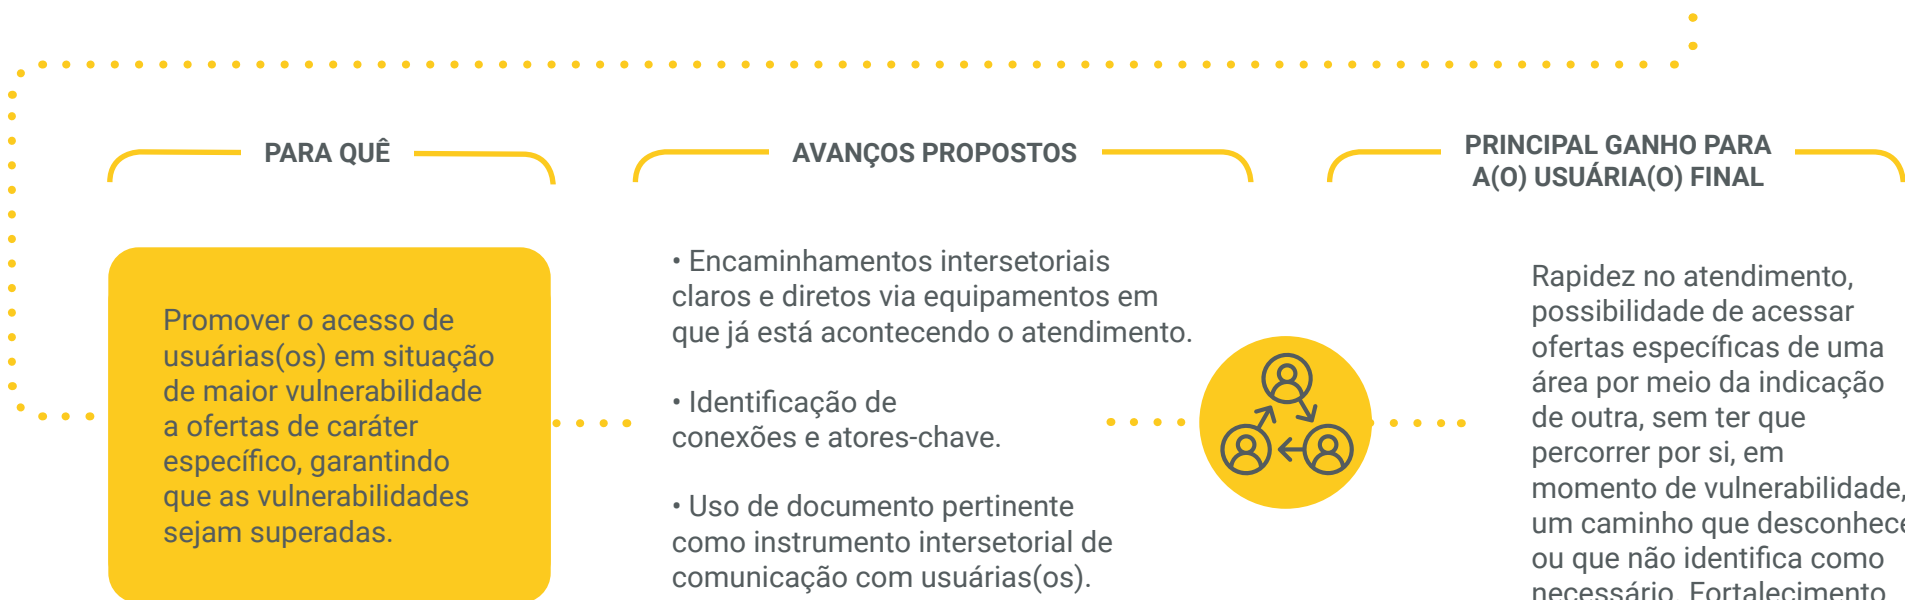 PARA QUÊ
Promover o acesso de
usuárias(os) em situação
de maior vulnerabilidade
a ofertas de caráter
específico, garantindo
que as vulnerabilidades
sejam superadas.
AVANÇOS PROPOSTOS
• Encaminhamentos intersetoriais
claros e diretos via equipamentos em
que já está acontecendo o atendimento.
• Identificação de
conexões e atores-chave.
• Uso de documento pertinente
como instrumento intersetorial de
comunicação com usuárias(os).
PRINCIPAL GANHO PARA
A(O) USUÁRIA(O) FINAL
Rapidez no atendimento,
possibilidade de acessar
ofertas específicas de uma
área por meio da indicação
de outra, sem ter que
percorrer por si, em
momento de vulnerabilidade,
um caminho que desconhece
ou que não identifica como
necessário. Fortalecimento